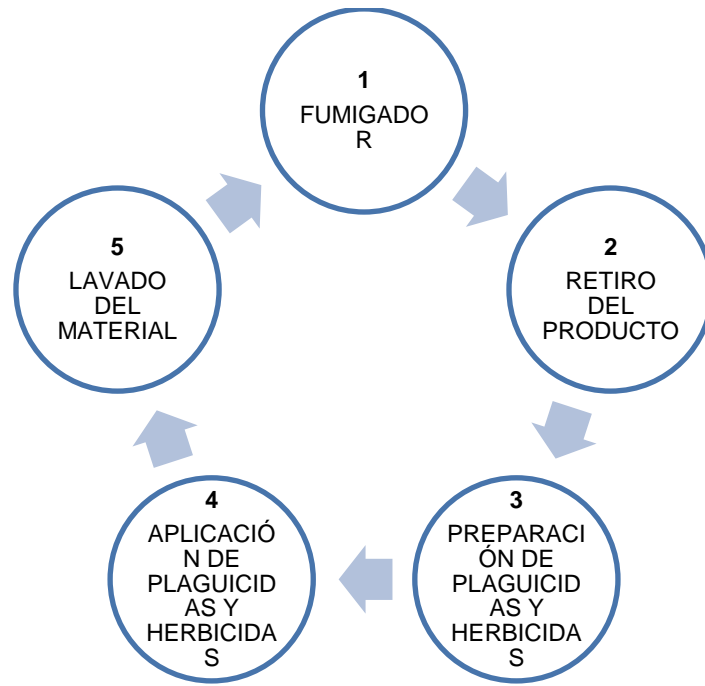 1
FUMIGADO
R
2
RETIRO
DEL
PRODUCTO
3
PREPARACI
ÓN DE
PLAGUICID
AS Y
HERBICIDA
S
4
APLICACIÓ
N DE
PLAGUICID
AS Y
HERBICIDA
S
5
LAVADO
DEL
MATERIAL